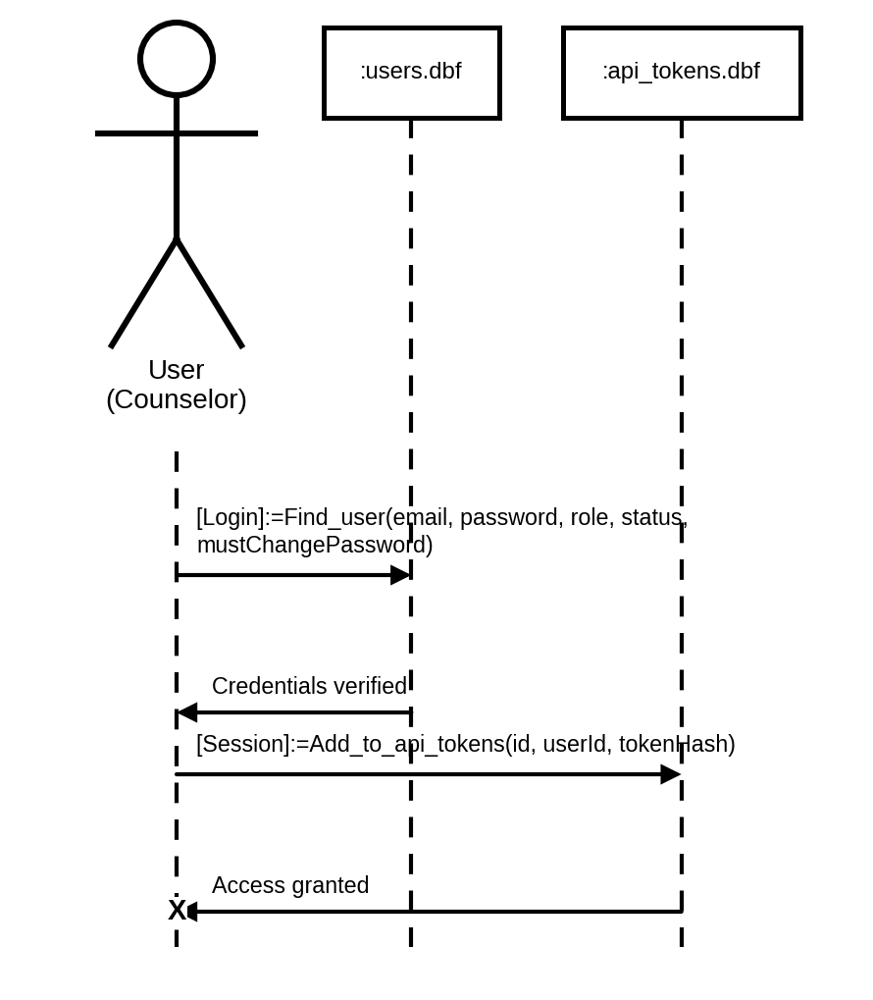 :users.dbf
:api_tokens.dbf
User
(Counselor)
[Login]:=Find_user(email, password, role, status,
mustChangePassword)
Credentials verified
[Session]:=Add_to_api_tokens(id, userId, tokenHash)
Access granted
X